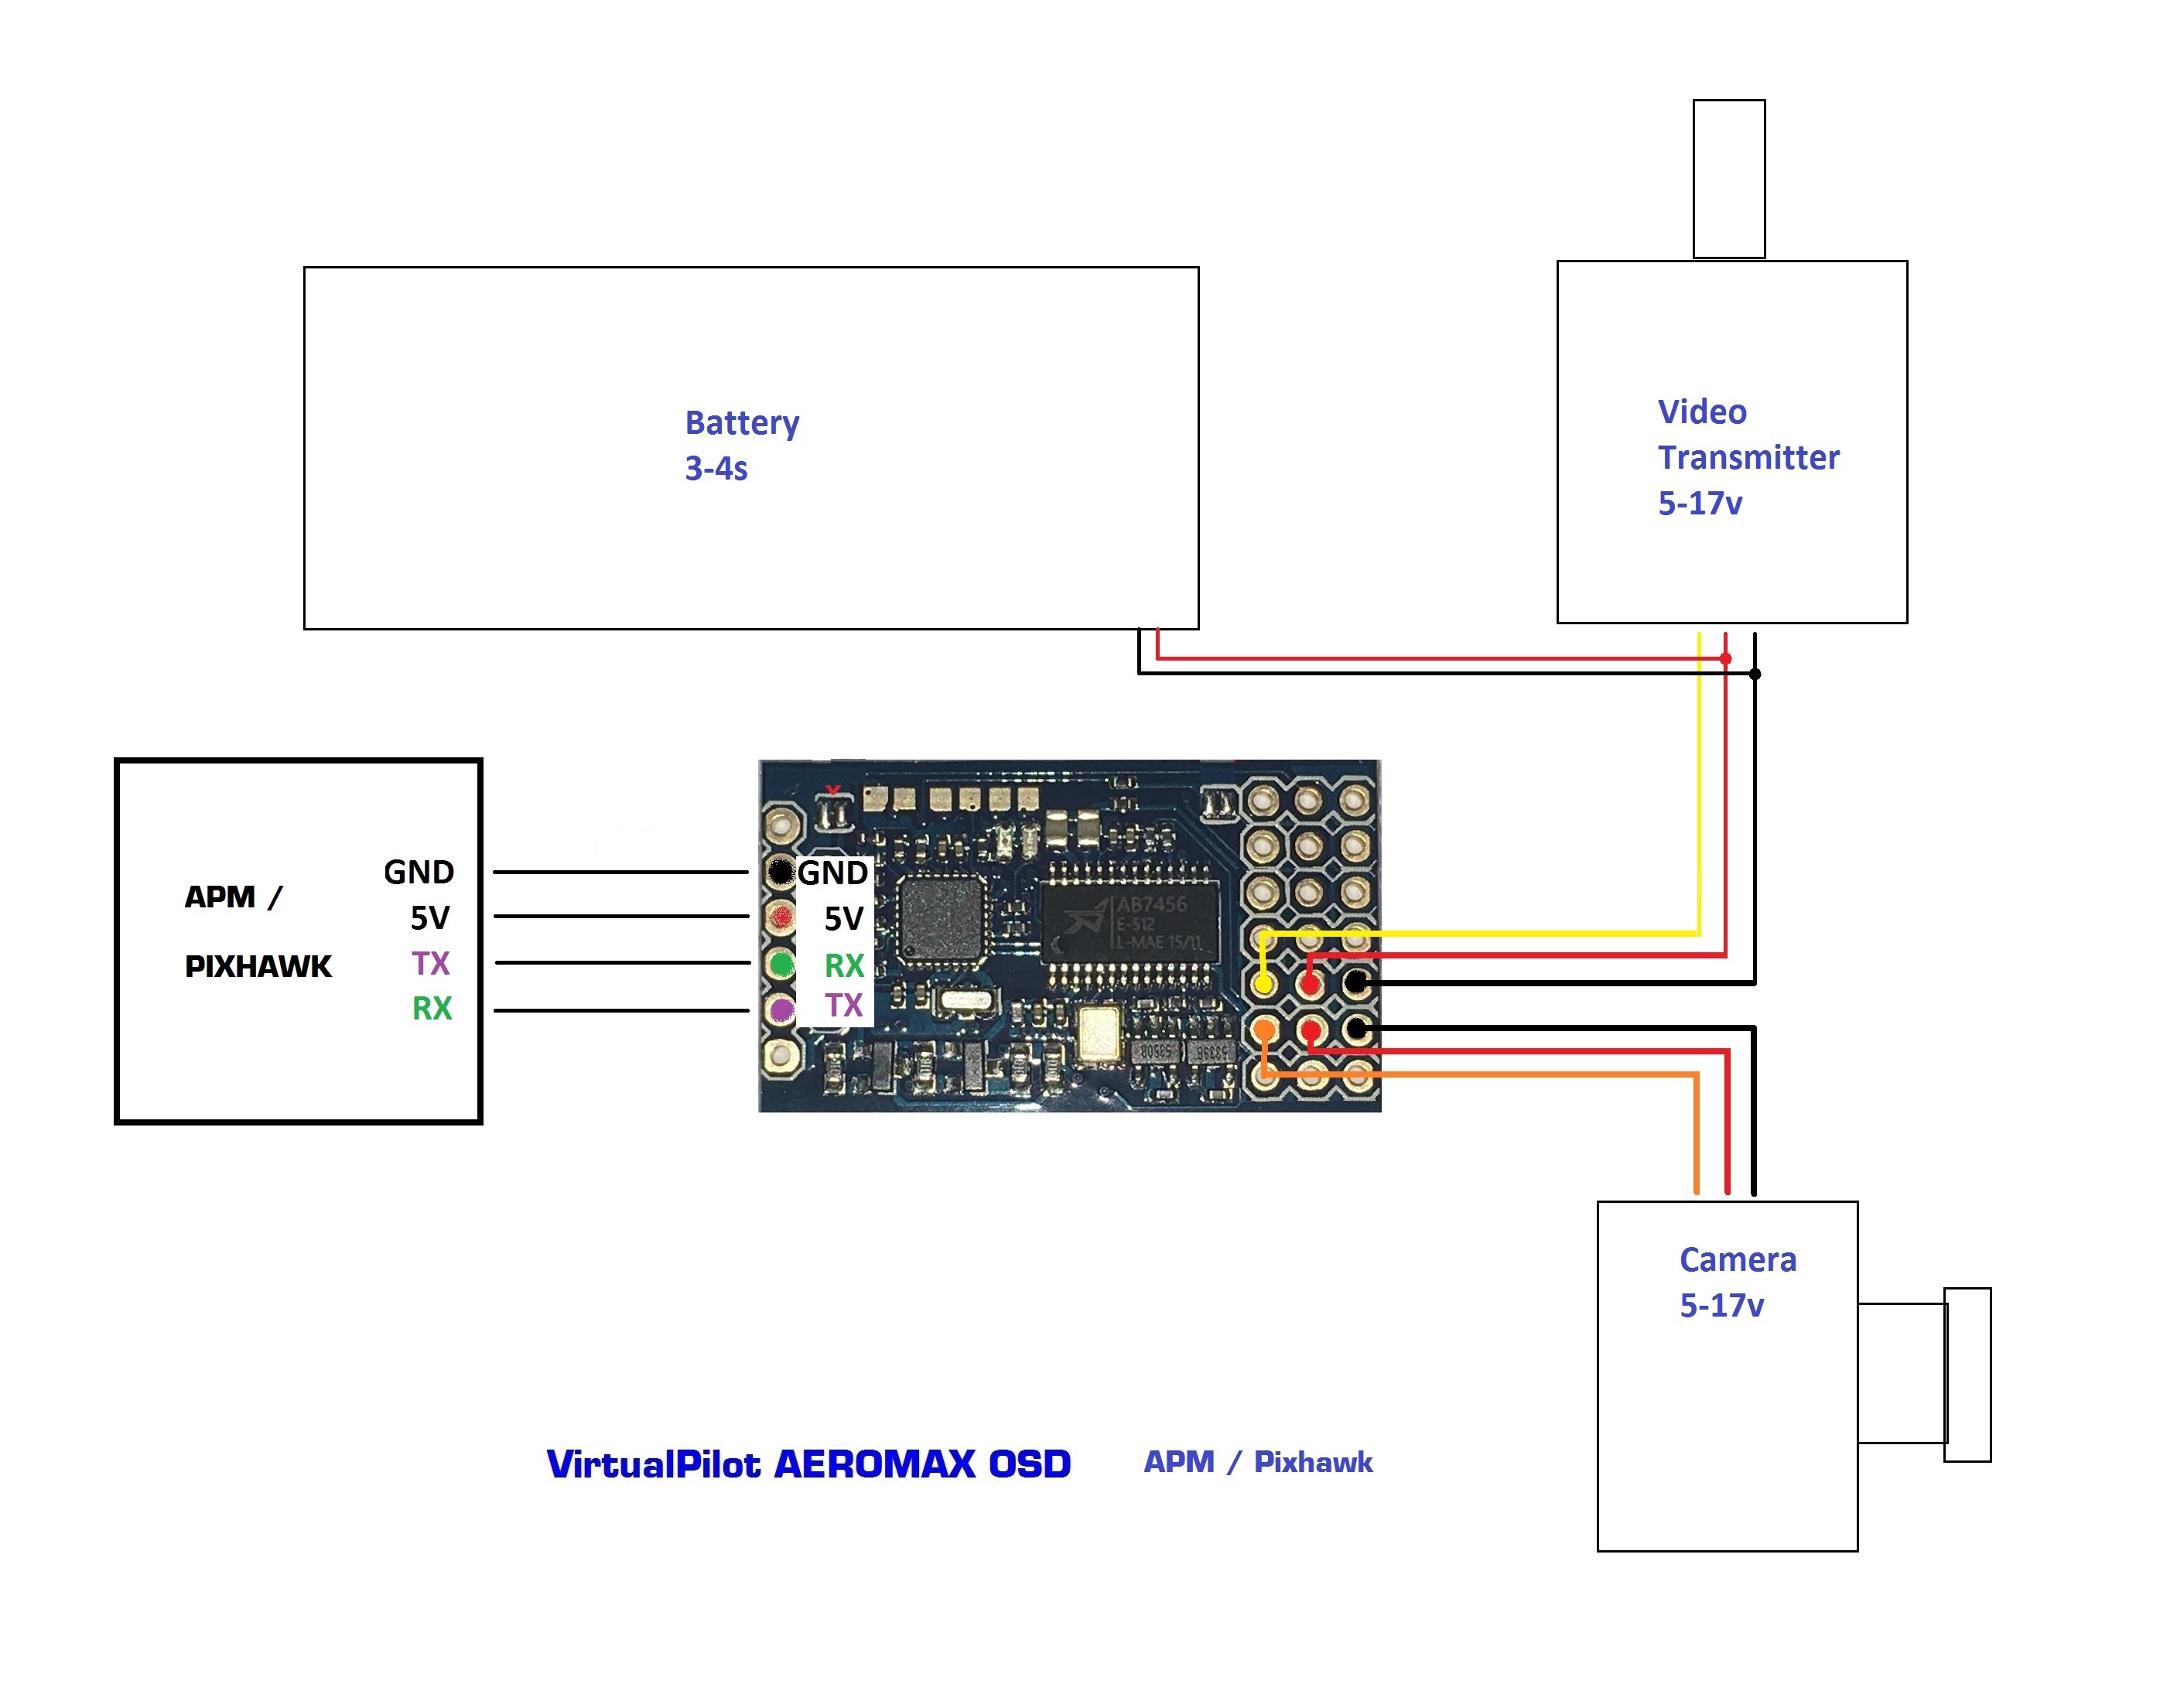 Battery
3-4s
Video
Transmitter
5-17v
APM /
PIXHAWK
GND
5V
TX
RX
GND
5V
RX
TX
AB7456
E-512
L-MAE 15/11
Camera
5-17v
VirtualPilot AEROMAX OSD
APM / Pixhawk